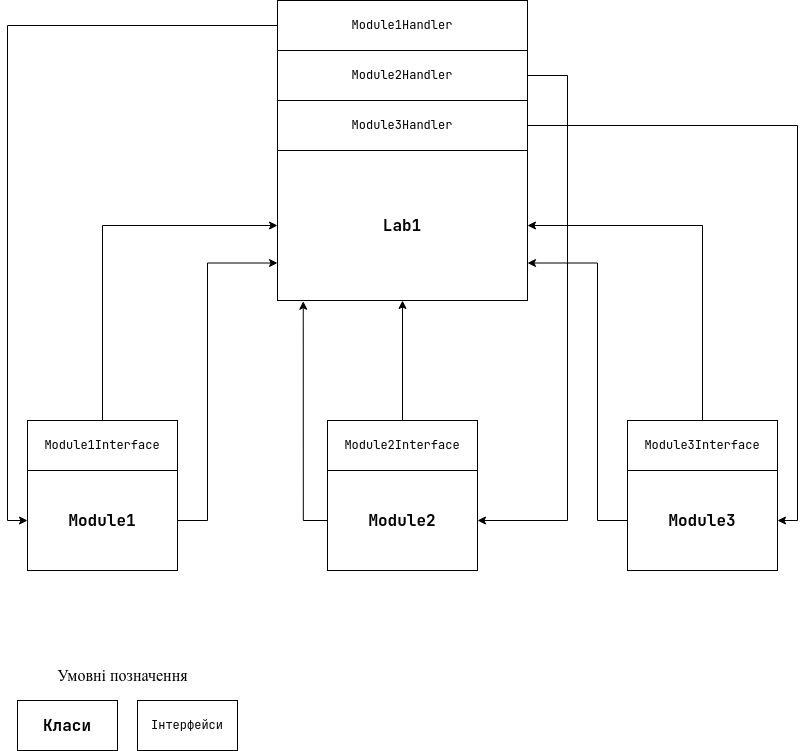 Module1Handler
Module2Handler
Module3Handler
Lab1
Module1Interface
Module2Interface
Module3Interface
Module1
Module2
Module3
Умовні позначення
Класи
Інтерфейси